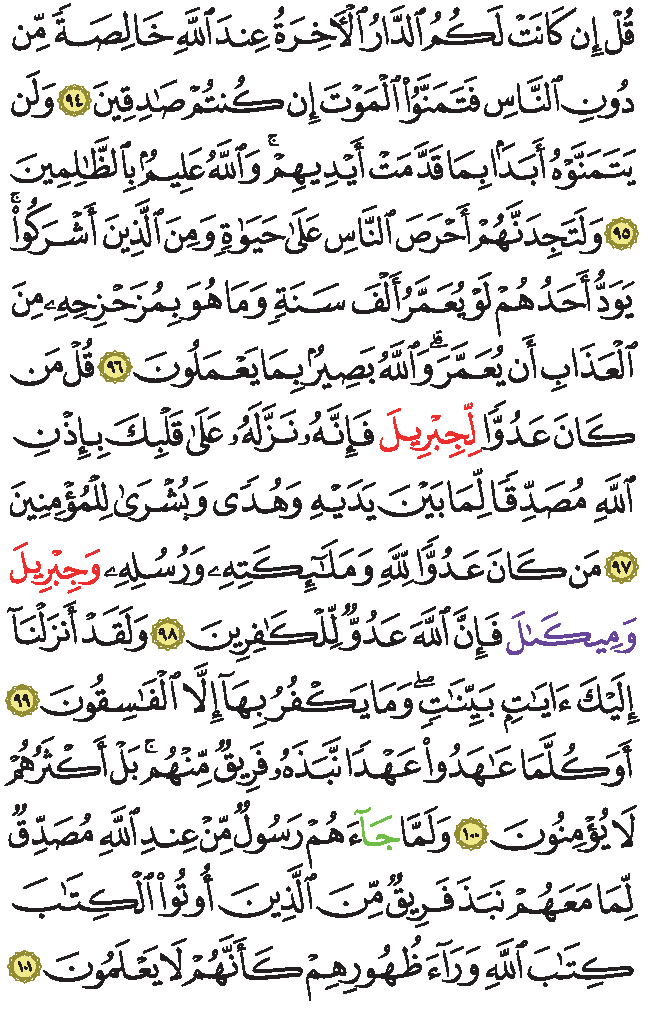 قُلْ إِن كَانَتْ لَكُمُ ٱلدَّارُ ٱلْأَخِرَةُ عِندَ ٱللَّهِ خَالِصَةً مِّن
دُونِ ٱلنَّاسِ فَتَمَنَّوُاْ ٱلْمَوْتَ إِن كُنتُمْ صَٰدِقِينَ ٩٤ وَلَن
يَتَمَنَّوْهُ أَبَدَۢا بِمَا قَدَّمَتْ أَيْدِيهِمْۚ وَٱللَّهُ عَلِيمُۢ بِٱلظَّٰلِمِينَ
٩٥ وَلَتَجِدَنَّهُمْ أَحْرَصَ ٱلنَّاسِ عَلَىٰ حَيَوٰةٍ وَمِنَ ٱلَّذِينَ أَشْرَكُواْۚ
يَوَدُّ أَحَدُهُمْ لَوْ يُعَمَّرُ أَلْفَ سَنَةٍ وَمَا هُوَ بِمُزَحْزِحِهِۦ مِنَ
ٱلْعَذَابِ أَن يُعَمَّرَۗ وَٱللَّهُ بَصِيرُۢ بِمَا يَعْمَلُونَ ٩٦ قُلْ مَن
كَانَ عَدُوًّا لِّجِبْرِيلَ فَإِنَّهُۥ نَزَّلَهُۥ عَلَىٰ قَلْبِكَ بِإِذْنِ
ٱللَّهِ مُصَدِّقًا لِّمَا بَيْنَ يَدَيْهِ وَهُدًى وَبُشْرَىٰ لِلْمُؤْمِنِينَ
٩٧ مَن كَانَ عَدُوًّا لِّلَّهِ وَمَلَٰٓئِكَتِهِۦ وَرُسُلِهِۦ وَجِبْرِيلَ
وَمِيكَىٰلَ فَإِنَّ ٱللَّهَ عَدُوٌّ لِّلْكَٰفِرِينَ ٩٨ وَلَقَدْ أَنزَلْنَآ
إِلَيْكَ ءَايَٰتٍۭ بَيِّنَٰتٍۖ وَمَا يَكْفُرُ بِهَآ إِلَّا ٱلْفَٰسِقُونَ ٩٩
أَوَكُلَّمَا عَٰهَدُواْ عَهْدًا نَّبَذَهُۥ فَرِيقٌ مِّنْهُمۚ بَلْ أَكْثَرُهُمْ
لَا يُؤْمِنُونَ ١٠٠ وَلَمَّا جَآءَهُمْ رَسُولٌ مِّنْ عِندِ ٱللَّهِ مُصَدِّقٌ
لِّمَا مَعَهُمْ نَبَذَ فَرِيقٌ مِّنَ ٱلَّذِينَ أُوتُواْ ٱلْكِتَٰبَ
كِتَٰبَ ٱللَّهِ وَرَآءَ ظُهُورِهِمْ كَأَنَّهُمْ لَا يَعْلَمُونَ ١٠١